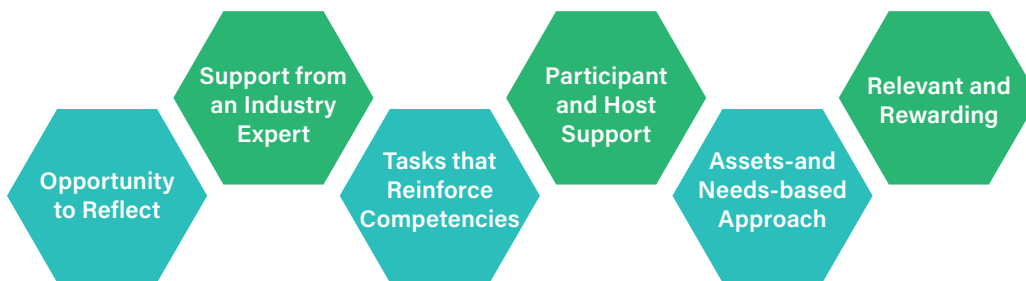 Opportunity
to Reflect
Support from
an Industry
Expert
Tasks that
Reinforce
Competencies
Participant
and Host
Support
Assets-and
Needs-based
Approach
Relevant and
Rewarding